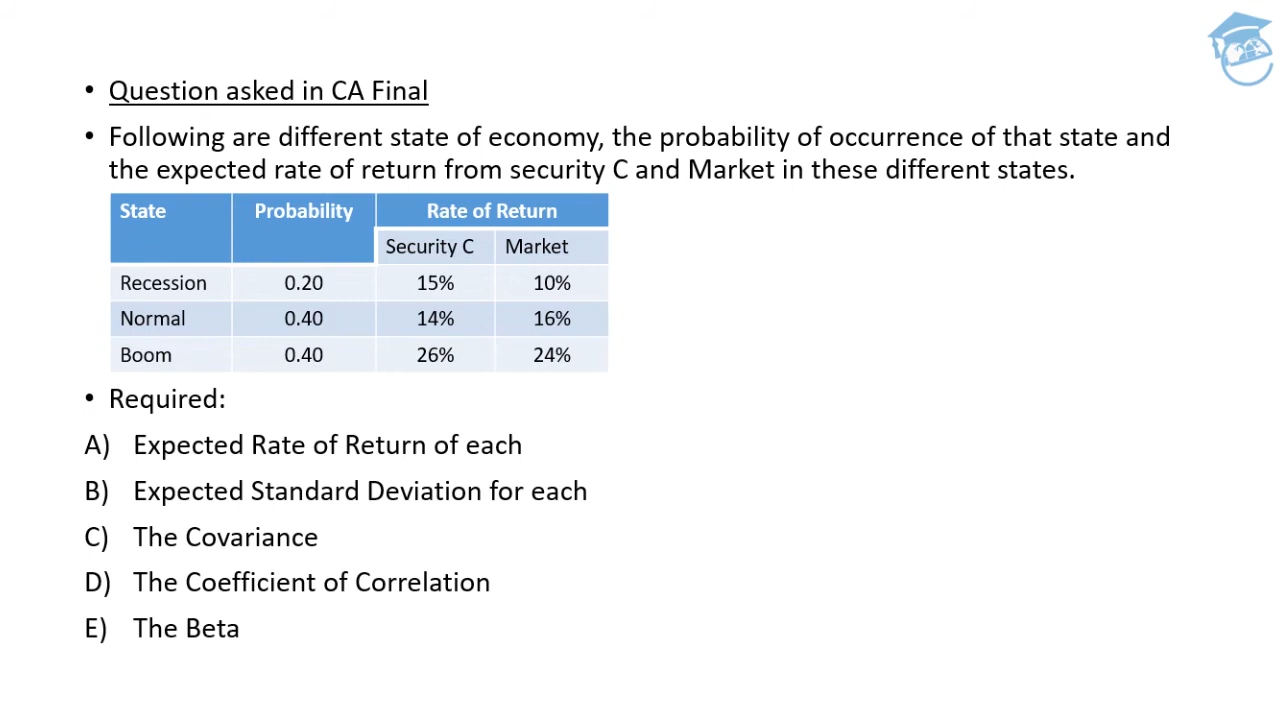 • Question asked in CA Final
• Following are different state of economy, the probability of occurrence of that state and
the expected rate of return from security C and Market in these different states.
State Probability Rate of Return
Security C Market
Recession 0.20 15% 10%
Normal 0.40 14% 16%
Boom 0.40 26% 24%
• Required:
A) Expected Rate of Return of each
B) Expected Standard Deviation for each
C) The Covariance
D) The Coefficient of Correlation
E) The Beta